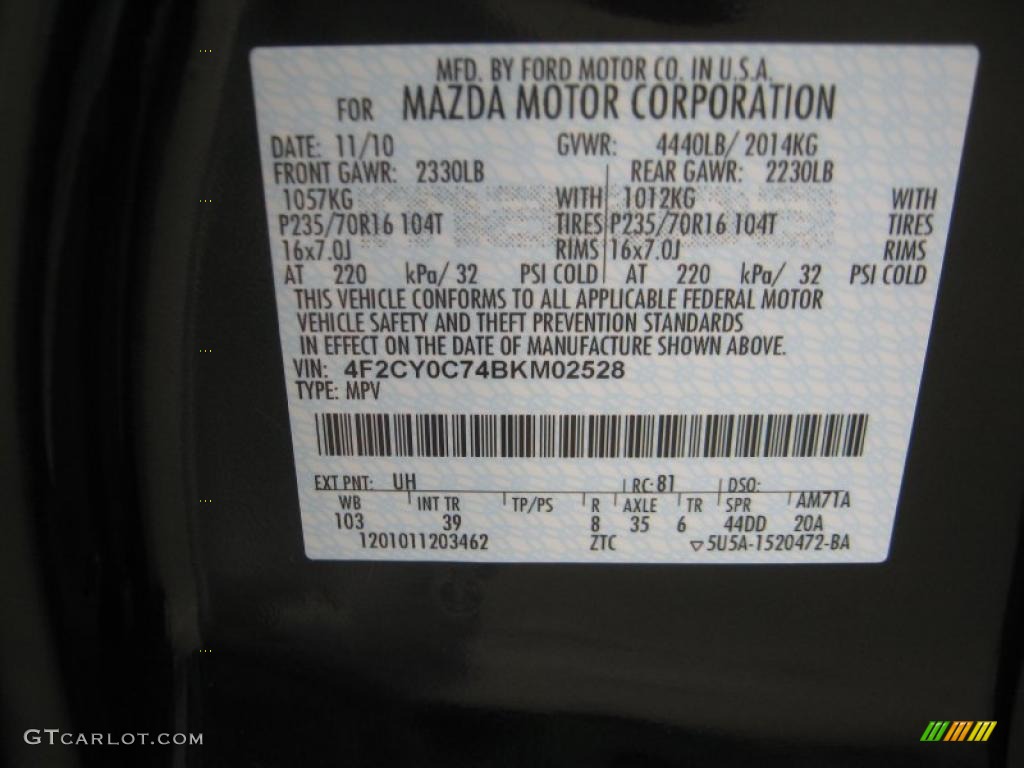 MFD. BY FORD MOTOR CO. IN U.S.A.
FOR MAZDA MOTOR CORPORATION
DATE: 11/10 GVWR: 4440LB/ 2014KG
FRONT GAWR: 2330LB REAR GAWR: 2230LB
1057KG WITH 1012KG WITH
P235/70R16 104T TIRES P235/70R16 104T TIRES
16x7.0J RIMS 16x7.0J RIMS
AT 220 kPa/ 32 PSI COLD AT 220 kPa/ 32 PSI COLD
THIS VEHICLE CONFORMS TO ALL APPLICABLE FEDERAL MOTOR
VEHICLE SAFETY AND THEFT PREVENTION STANDARDS
IN EFFECT ON THE DATE OF MANUFACTURE SHOWN ABOVE.
VIN: 4F2CY0C74BKM02528
TYPE: MPV
EXT PNT: UH RC: 81 DSO:
WB INT TR TP/PS R AXLE TR SPR AM7TA
103 39 8 35 6 44DD 20A
1201011203462 ZTC ▽5U5A-1520472-BA
GTCARLOT.COM